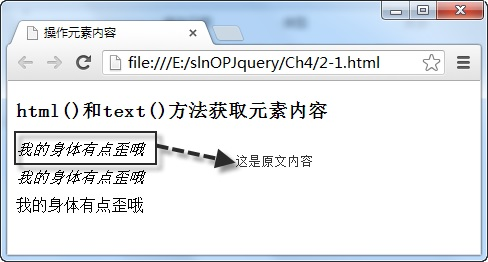 操作元素内容
file:///E:/slnOPJquery/Ch4/2-1.html
html()和text()方法获取元素内容
我的身体有点歪哦
这是原文内容
我的身体有点歪哦
我的身体有点歪哦